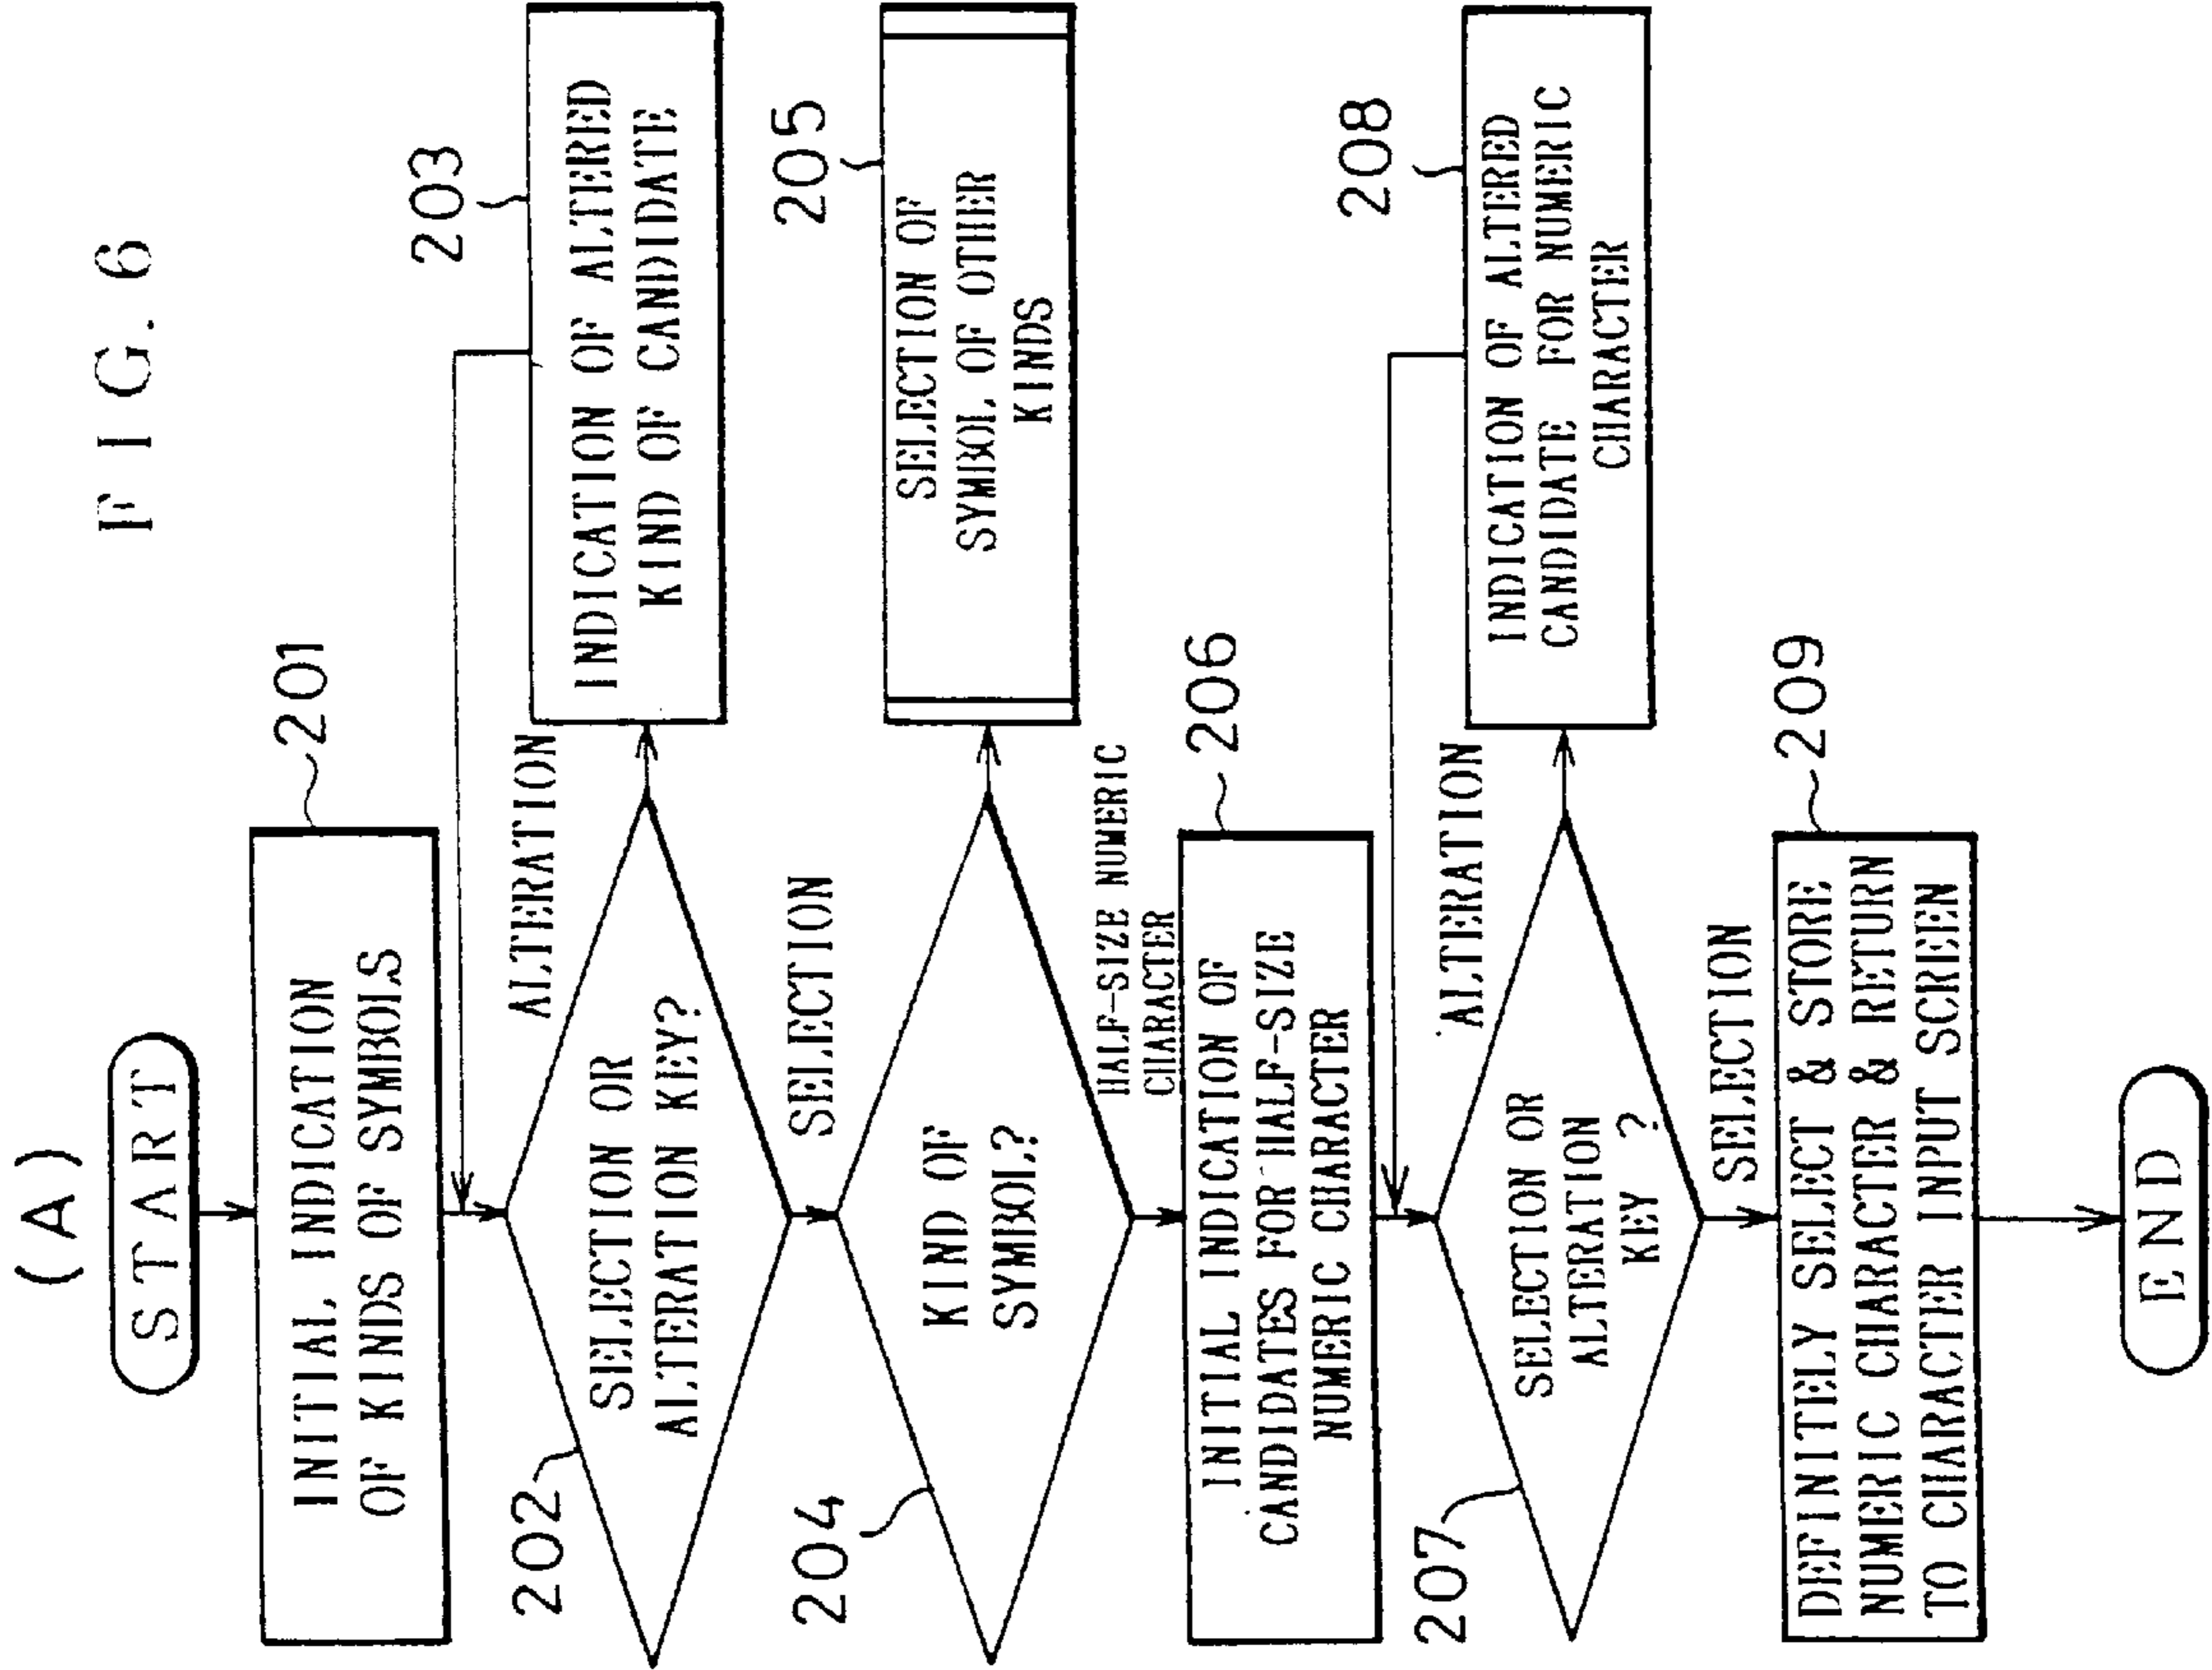 FIG. 6
(A)
START
201
INITIAL INDICATION
OF KINDS OF SYMBOLS
202
SELECTION OR
ALTERATION KEY?
ALTERATION
203
INDICATION OF ALTERED
KIND OF CANDIDATE
SELECTION
204
KIND OF
SYMBOL?
205
SELECTION OF
SYMBOL OF OTHER
KINDS
HALF-SIZE NUMERIC
CHARACTER
206
INITIAL INDICATION OF
CANDIDATES FOR HALF-SIZE
NUMERIC CHARACTER
207
SELECTION OR
ALTERATION
KEY ?
ALTERATION
208
INDICATION OF ALTERED
CANDIDATE FOR NUMERIC
CHARACTER
SELECTION
209
DEFINITELY SELECT & STORE
NUMERIC CHARACTER & RETURN
TO CHARACTER INPUT SCREEN
END